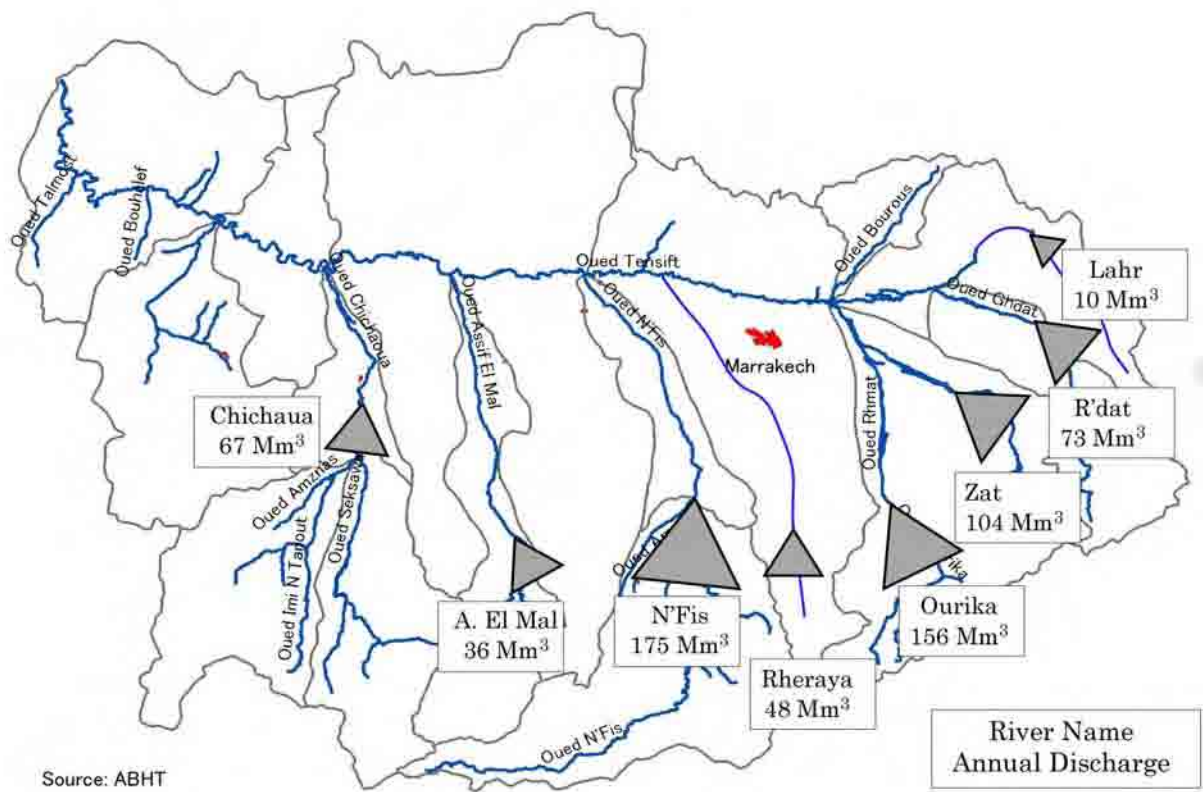 Oued Talmost
Oued Bouhelef
Oued Chichaoua
Oued Assif El Mal
Oued Tensift
Oued N'Fis
Marrakech
Oued Bourous
Oued Ghdat
Oued Rhmat
Lahr
10 Mm³
R'dat
73 Mm³
Zat
104 Mm³
Ourika
156 Mm³
Chichaua
67 Mm³
Oued Amznas
Oued Seksawa
Oued Imi N Tanout
A. El Mal
36 Mm³
N'Fis
175 Mm³
Rheraya
48 Mm³
Oued
Oued N'Fis
River Name
Annual Discharge
Source: ABHT